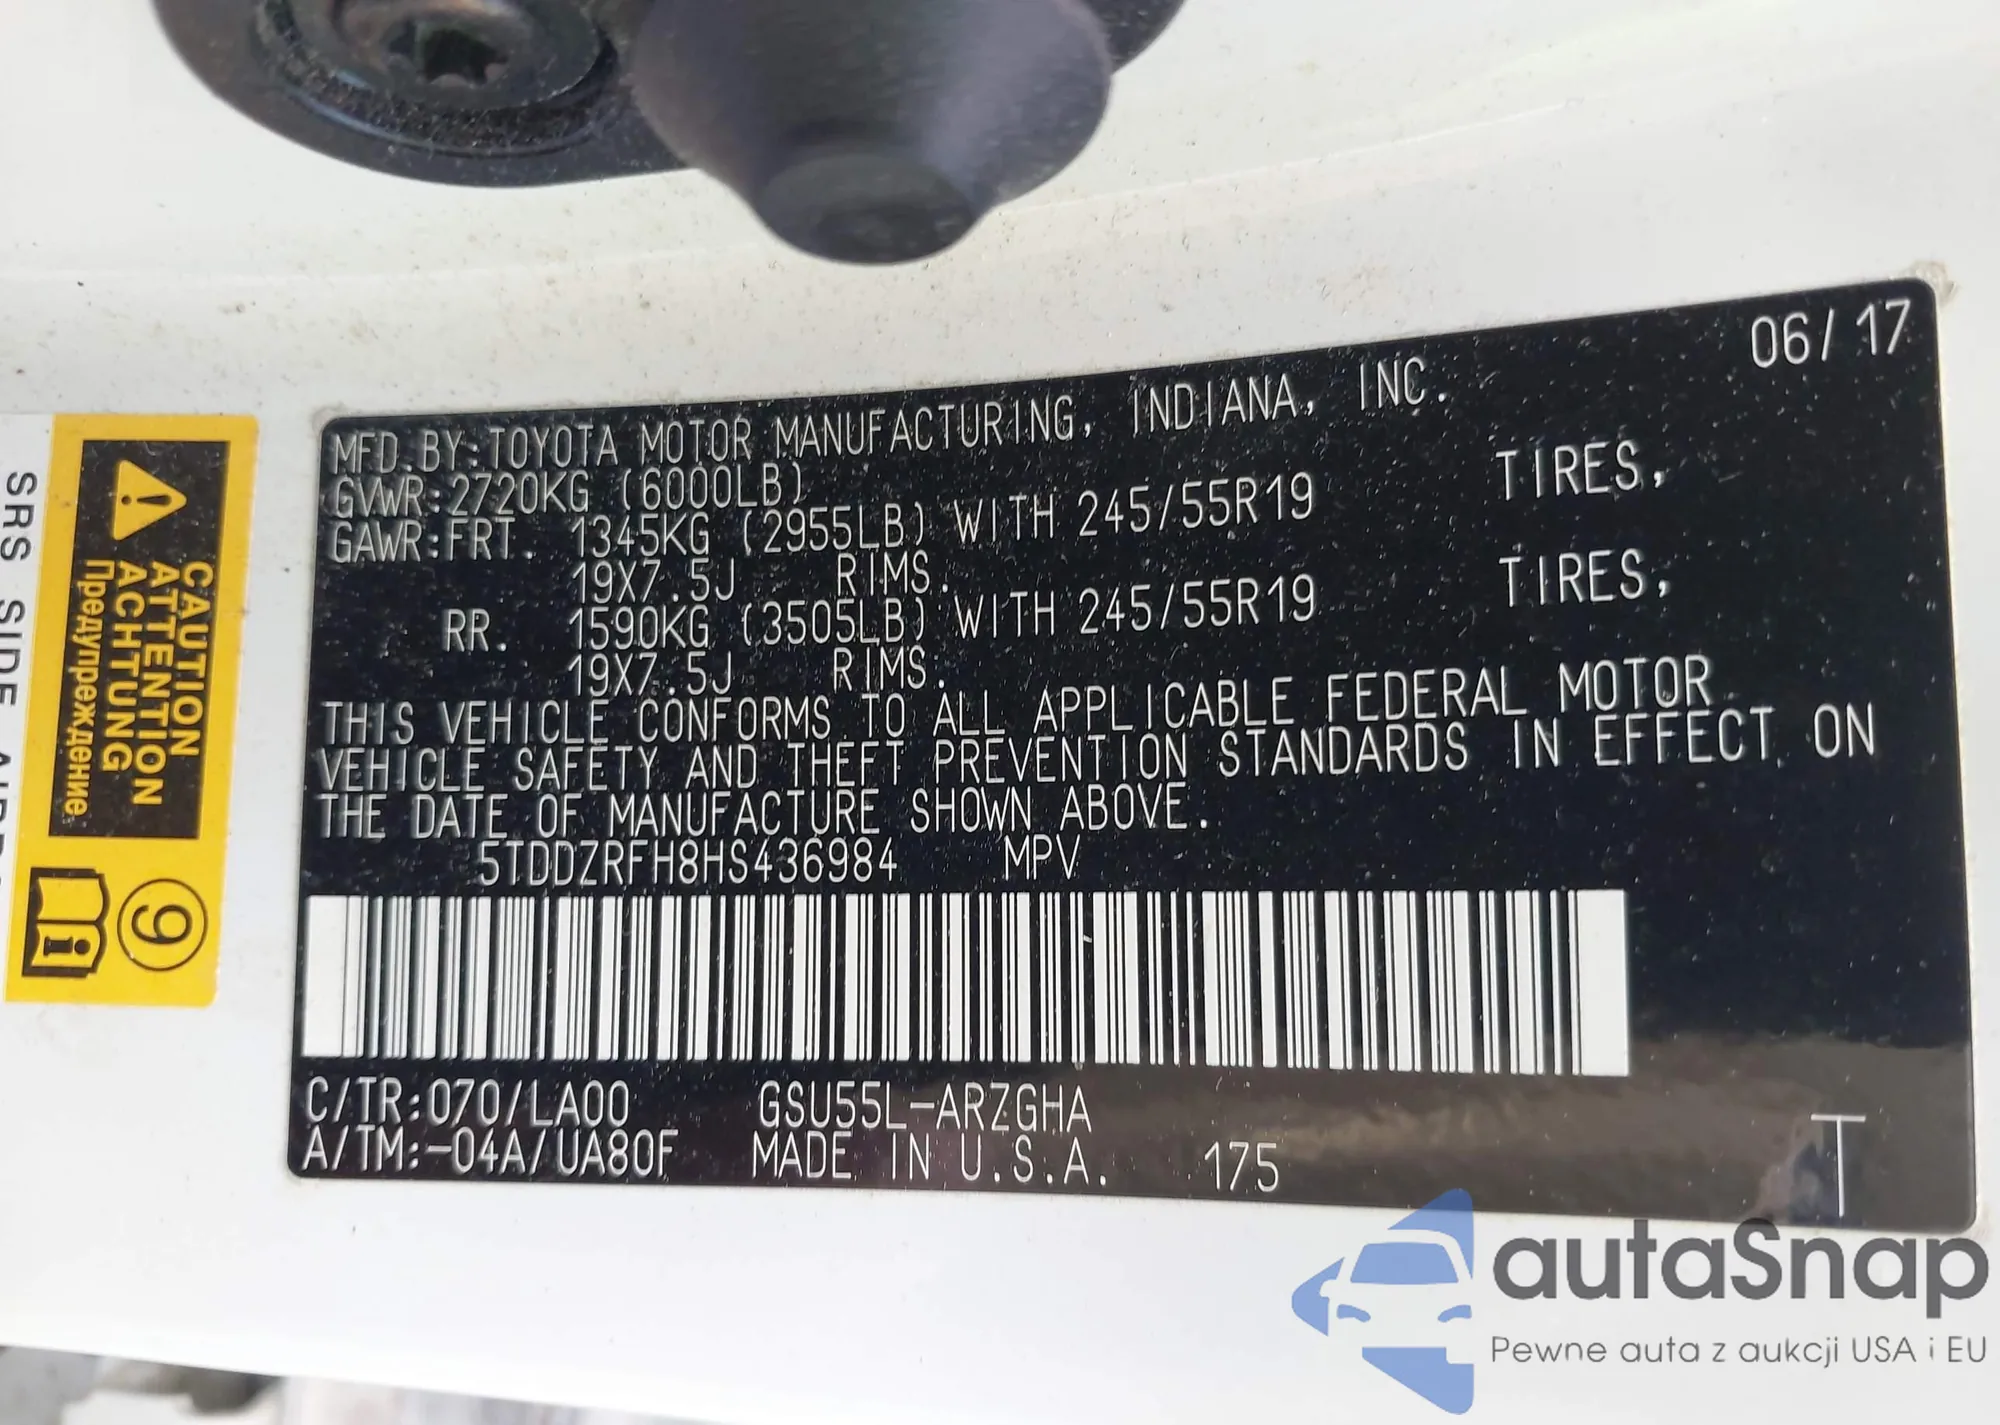 06/17
MFD.BY:TOYOTA MOTOR MANUFACTURING, INDIANA, INC.
GVWR:2720KG (6000LB)
GAWR:FRT. 1345KG (2955LB) WITH 245/55R19 TIRES,
19X7.5J RIMS.
RR. 1590KG (3505LB) WITH 245/55R19 TIRES,
19X7.5J RIMS.
THIS VEHICLE CONFORMS TO ALL APPLICABLE FEDERAL MOTOR
VEHICLE SAFETY AND THEFT PREVENTION STANDARDS IN EFFECT ON
THE DATE OF MANUFACTURE SHOWN ABOVE.
5TDDZRFH8HS436984 MPV
C/TR:070/LA00 GSU55L-ARZGHA
A/TM:-04A/UA80F MADE IN U.S.A. 175 T
CAUTION
ATTENTION
ACHTUNG
Предупреждение
9
SRS SIDE
autoSnap
Pewne auta z aukcji USA i EU